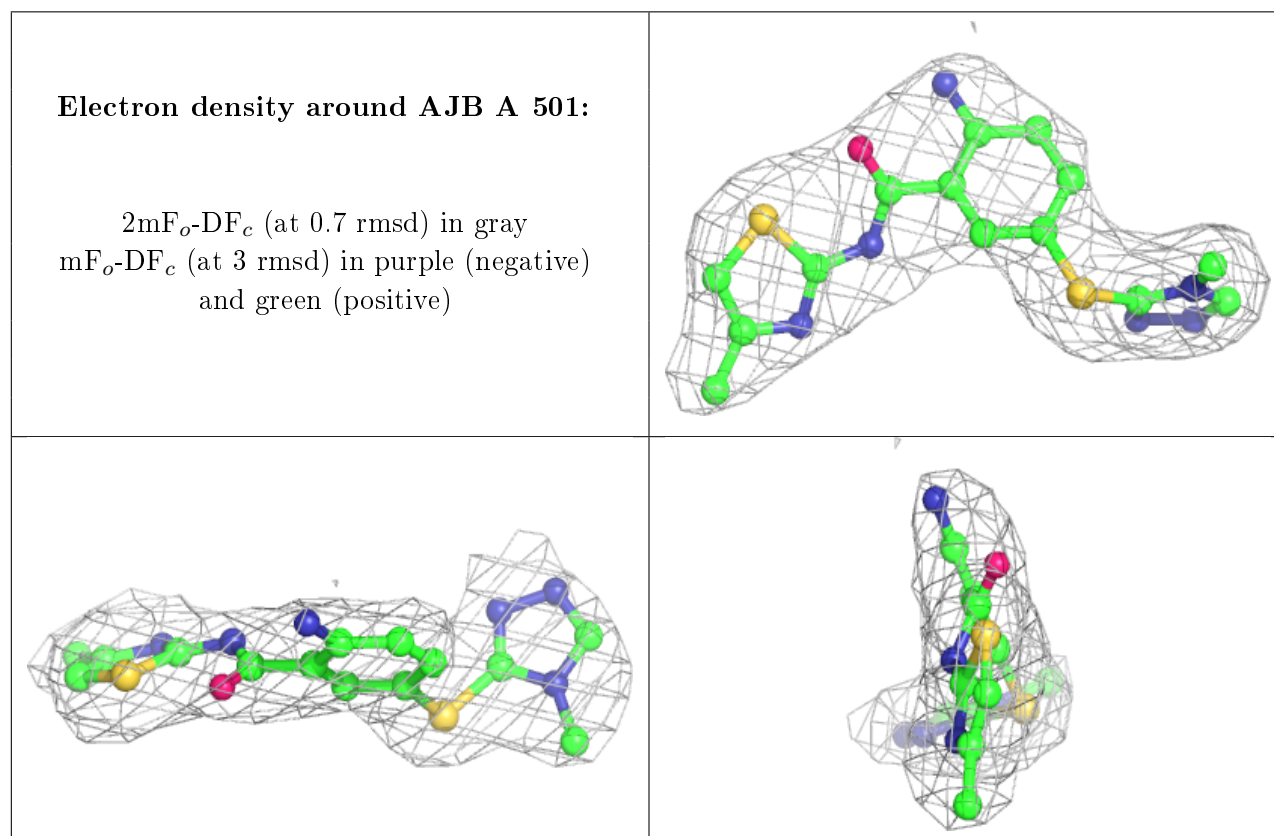 Electron density around AJB A 501:
2mFo-DFc (at 0.7 rmsd) in gray
mFo-DFc (at 3 rmsd) in purple (negative)
and green (positive)